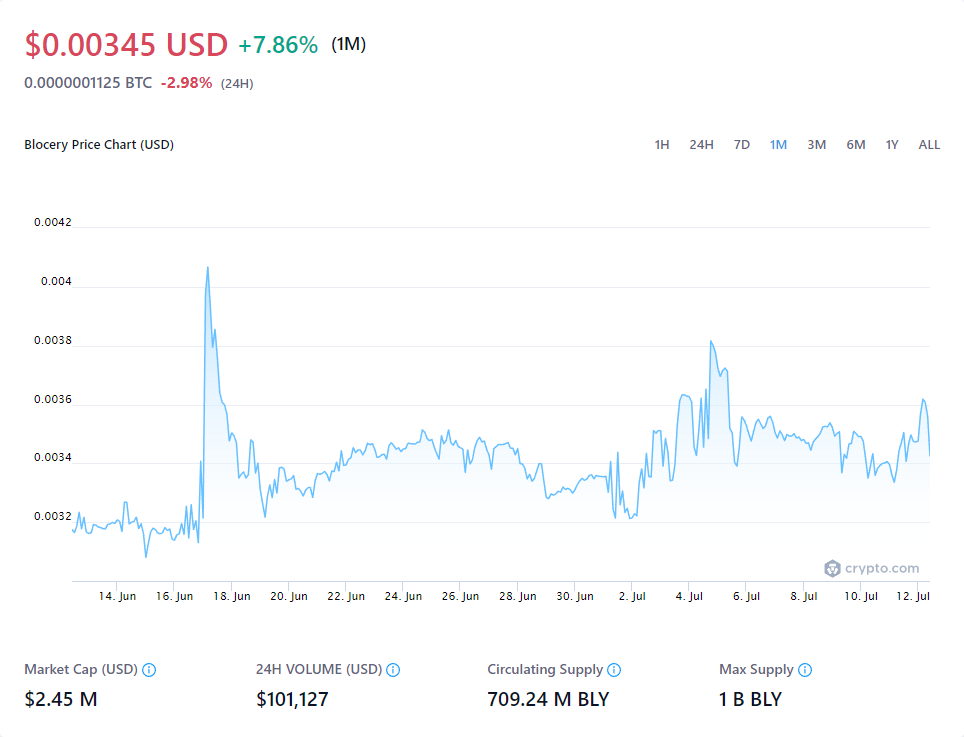 $0.00345 USD +7.86% (1M)
0.0000001125 BTC -2.98% (24H)
Blocery Price Chart (USD)
1H 24H 7D 1M 3M 6M 1Y ALL
0.0042
0.004
0.0038
0.0036
0.0034
0.0032
crypto.com
14. Jun 16. Jun 18. Jun 20. Jun 22. Jun 24. Jun 26. Jun 28. Jun 30. Jun 2. Jul 4. Jul 6. Jul 8. Jul 10. Jul 12. Jul
Market Cap (USD) 24H VOLUME (USD) Circulating Supply Max Supply
$2.45 M $101,127 709.24 M BLY 1 B BLY